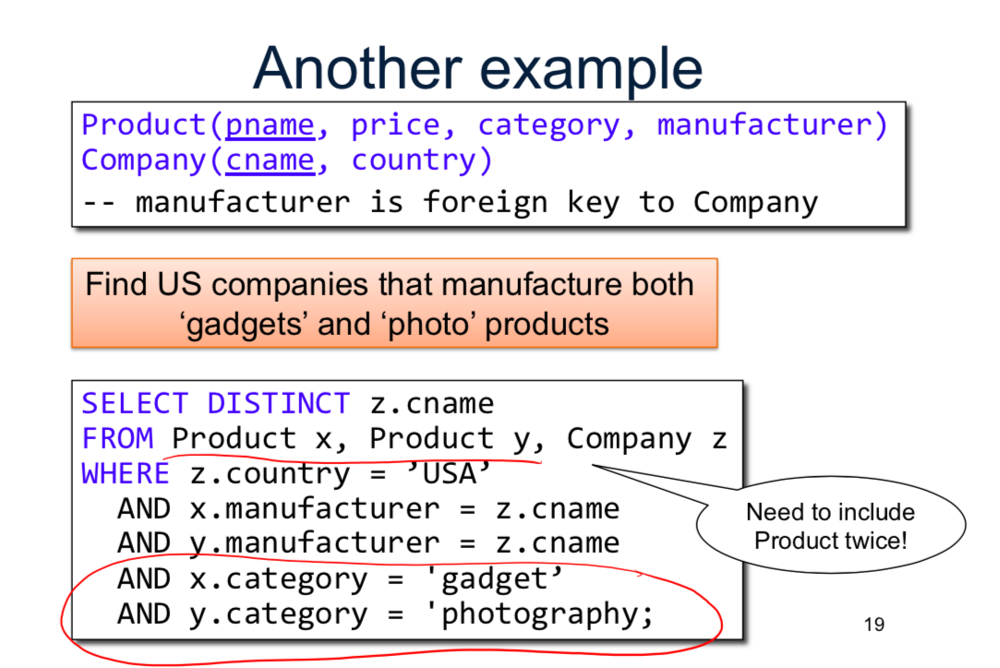 Another example
Product(pname, price, category, manufacturer)
Company(cname, country)
-- manufacturer is foreign key to Company
Find US companies that manufacture both
‘gadgets’ and ‘photo’ products
SELECT DISTINCT z.cname
FROM Product x, Product y, Company z
WHERE z.country = ’USA’
AND x.manufacturer = z.cname
AND y.manufacturer = z.cname
AND x.category = 'gadget’
AND y.category = 'photography;
Need to include
Product twice!
19